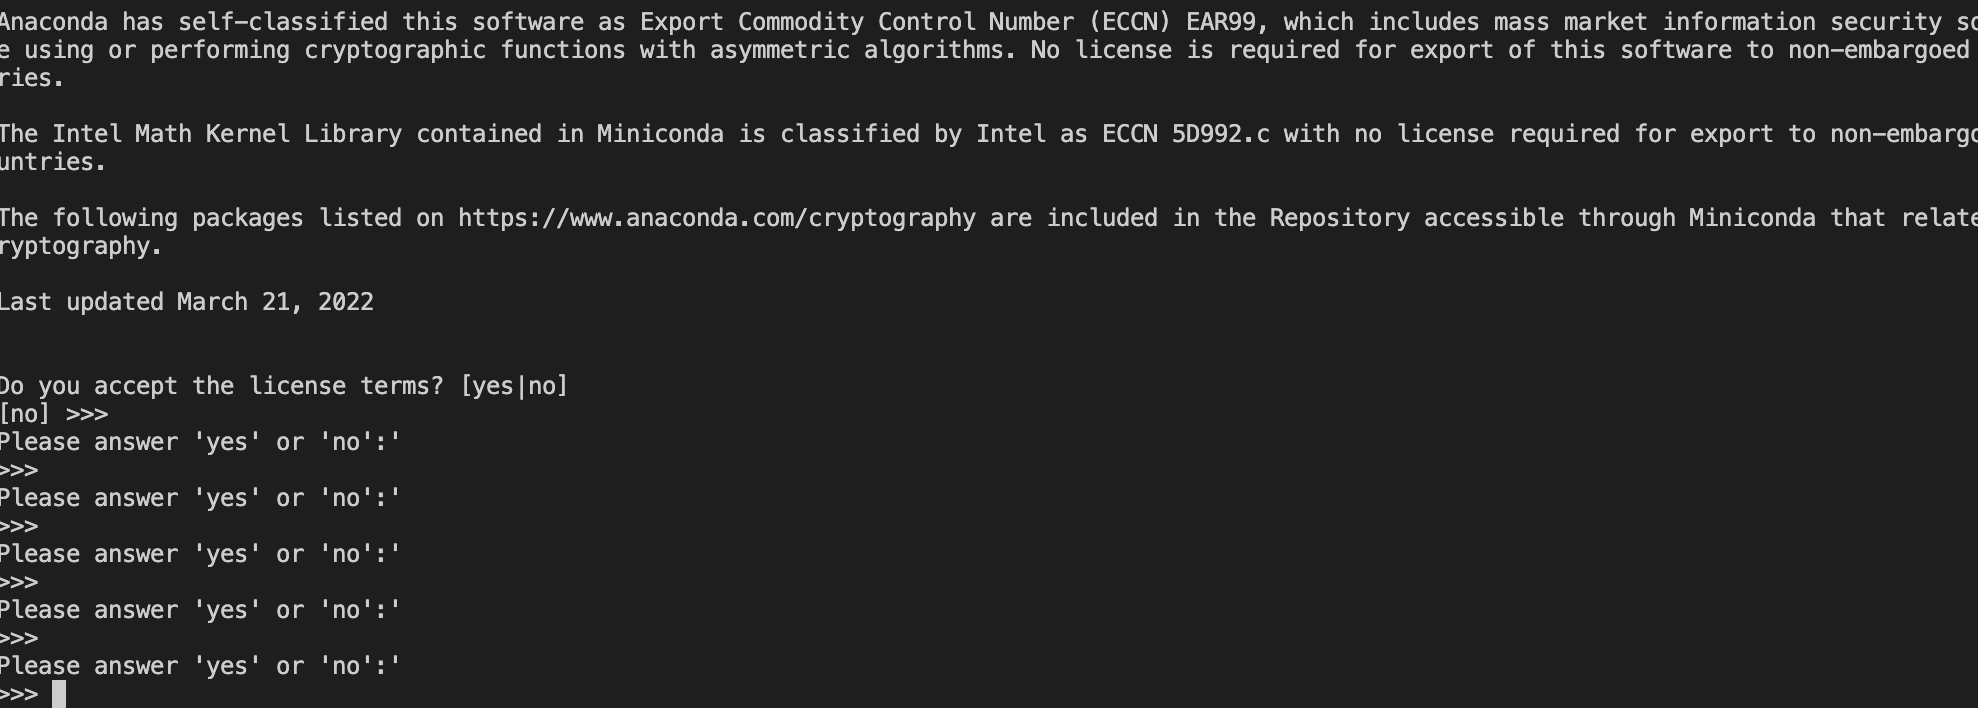 Anaconda has self-classified this software as Export Commodity Control Number (ECCN) EAR99, which includes mass market information security so
e using or performing cryptographic functions with asymmetric algorithms. No license is required for export of this software to non-embargoed
ries.
The Intel Math Kernel Library contained in Miniconda is classified by Intel as ECCN 5D992.c with no license required for export to non-embargo
untries.
The following packages listed on https://www.anaconda.com/cryptography are included in the Repository accessible through Miniconda that relate
ryptography.
Last updated March 21, 2022
Do you accept the license terms? [yes|no]
[no] >>>
Please answer 'yes' or 'no':'
>>>
Please answer 'yes' or 'no':'
>>>
Please answer 'yes' or 'no':'
>>>
Please answer 'yes' or 'no':'
>>>
Please answer 'yes' or 'no':'
>>>